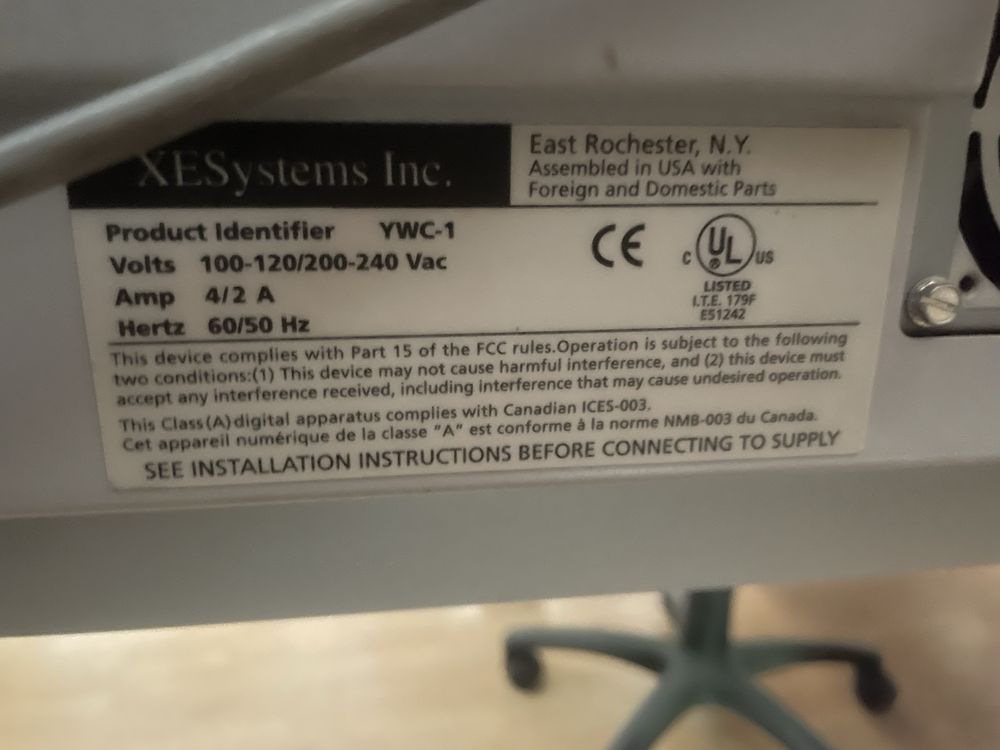 XESystems Inc.
East Rochester, N.Y.
Assembled in USA with
Foreign and Domestic Parts
Product Identifier YWC-1
Volts 100-120/200-240 Vac
Amp 4/2 A
Hertz 60/50 Hz
CE
C UL ® US
LISTED
I.T.E. 179F
E51242
This device complies with Part 15 of the FCC rules.Operation is subject to the following
two conditions:(1) This device may not cause harmful interference, and (2) this device must
accept any interference received, including interference that may cause undesired operation.
This Class(A)digital apparatus complies with Canadian ICES-003.
Cet appareil numérique de la classe "A" est conforme à la norme NMB-003 du Canada.
SEE INSTALLATION INSTRUCTIONS BEFORE CONNECTING TO SUPPLY